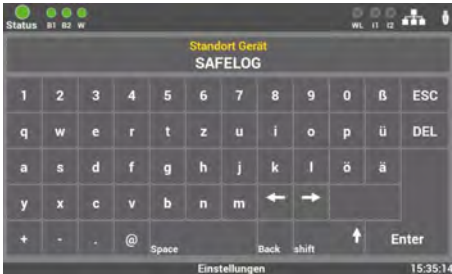 Status B1 B2 W WL I1 I2
Standort Gerät
SAFELOG
1 2 3 4 5 6 7 8 9 0 ß ESC
q w e r t z u i o p ü DEL
a s d f g h j k l ö ä
y x c v b n m ← →
+ - . @ Space Back shift ↑ Enter
Einstellungen 15:35:14